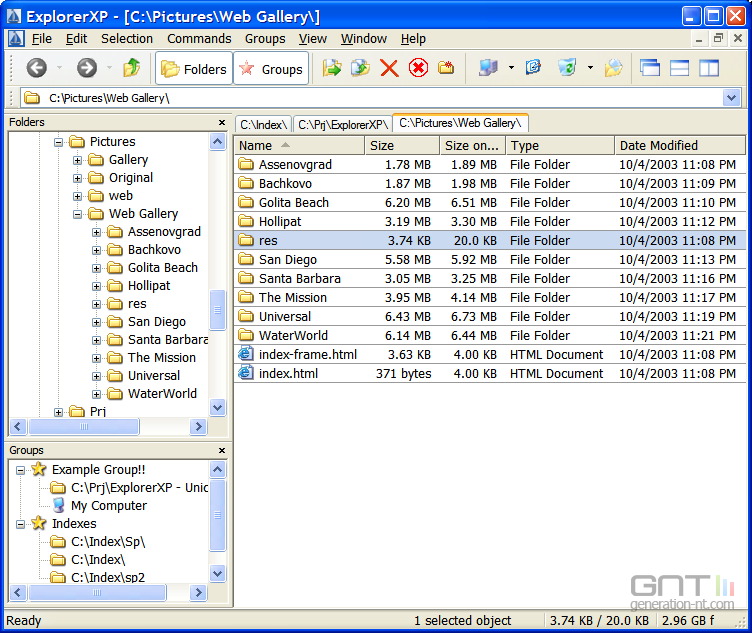 ExplorerXP - [C:\Pictures\Web Gallery\]
File Edit Selection Commands Groups View Window Help
Folders Groups
C:\Pictures\Web Gallery\
Folders x
Pictures
Gallery
Original
web
Web Gallery
Assenovgrad
Bachkovo
Golita Beach
Hollipat
res
San Diego
Santa Barbara
The Mission
Universal
WaterWorld
Prj
Groups x
Example Group!!
C:\Prj\ExplorerXP - Unic
My Computer
Indexes
C:\Index\Sp\
C:\Index\
C:\Index\sp2
C:\Index\ C:\Prj\ExplorerXP\ C:\Pictures\Web Gallery\
Name Size Size on... Type Date Modified
Assenovgrad 1.78 MB 1.89 MB File Folder 10/4/2003 11:08 PM
Bachkovo 1.87 MB 1.98 MB File Folder 10/4/2003 11:09 PM
Golita Beach 6.20 MB 6.51 MB File Folder 10/4/2003 11:10 PM
Hollipat 3.19 MB 3.30 MB File Folder 10/4/2003 11:12 PM
res 3.74 KB 20.0 KB File Folder 10/4/2003 11:08 PM
San Diego 5.58 MB 5.92 MB File Folder 10/4/2003 11:13 PM
Santa Barbara 3.05 MB 3.25 MB File Folder 10/4/2003 11:16 PM
The Mission 3.95 MB 4.14 MB File Folder 10/4/2003 11:17 PM
Universal 6.43 MB 6.73 MB File Folder 10/4/2003 11:19 PM
WaterWorld 6.14 MB 6.44 MB File Folder 10/4/2003 11:21 PM
index-frame.html 3.63 KB 4.00 KB HTML Document 10/4/2003 11:08 PM
index.html 371 bytes 4.00 KB HTML Document 10/4/2003 11:08 PM
GNT
generation-nt.com
Ready 1 selected object 3.74 KB / 20.0 KB 2.96 GB f